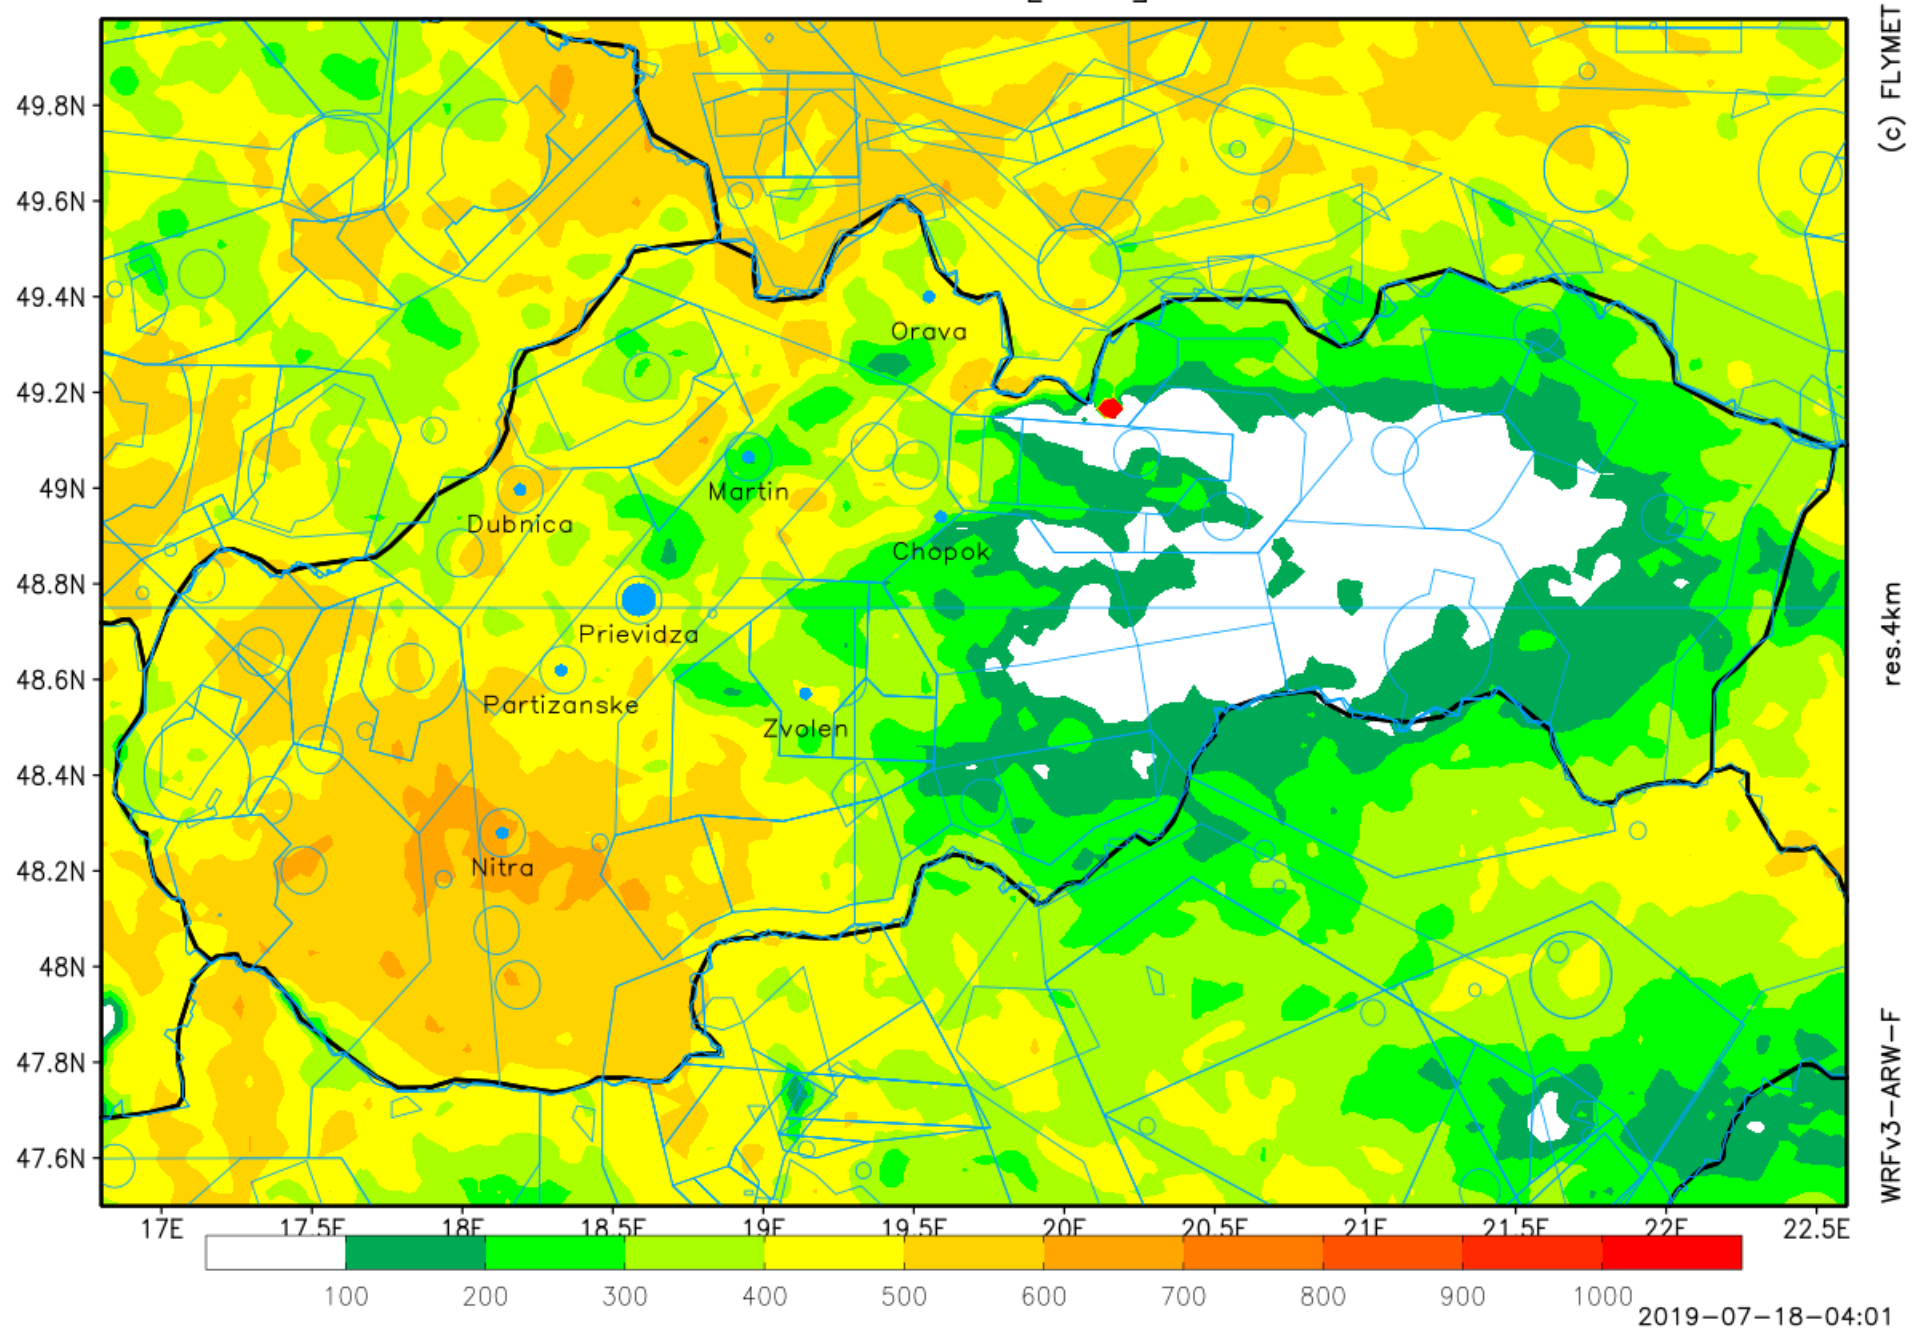 (c) FLYMET
49.8N
49.6N
49.4N
Orava
49.2N
Martin
49N
Dubnica
Chopok
48.8N
res.4km
Prievidza
48.6N
Partizanske
Zvolen
48.4N
Nitra
48.2N
48N
47.8N
WRFv3-ARW-F
47.6N
17E 17.5E 18E 18.5E 19E 19.5E 20E 20.5E 21E 21.5E 22E 22.5E
100 200 300 400 500 600 700 800 900 1000
2019-07-18-04:01